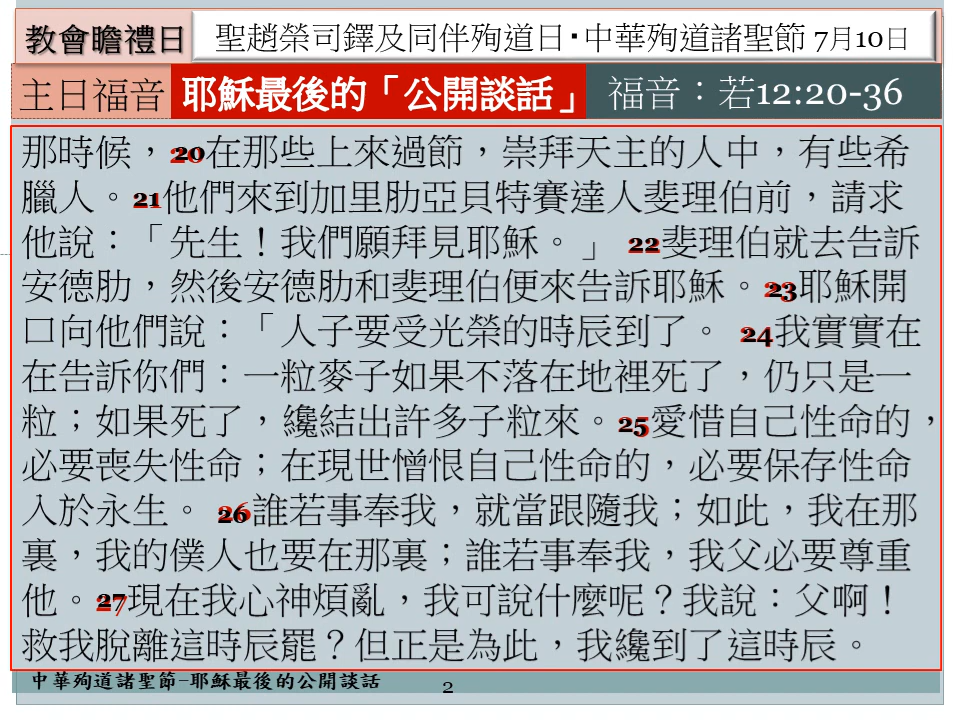 教會瞻禮日
聖趙榮司鐸及同伴殉道日‧中華殉道諸聖節 7月10日
主日福音 耶穌最後的「公開談話」 福音：若12:20-36
那時候，20在那些上來過節，崇拜天主的人中，有些希
臘人。21他們來到加里肋亞貝特賽達人斐理伯前，請求
他說：「先生！我們願拜見耶穌。」 22斐理伯就去告訴
安德肋，然後安德肋和斐理伯便來告訴耶穌。23耶穌開
口向他們說：「人子要受光榮的時辰到了。 24我實實在
在告訴你們：一粒麥子如果不落在地裡死了，仍只是一
粒；如果死了，纔結出許多子粒來。25愛惜自己性命的，
必要喪失性命；在現世憎恨自己性命的，必要保存性命
入於永生。 26誰若事奉我，就當跟隨我；如此，我在那
裏，我的僕人也要在那裏；誰若事奉我，我父必要尊重
他。27現在我心神煩亂，我可說什麼呢？我說：父啊！
救我脫離這時辰罷？但正是為此，我纔到了這時辰。
中華殉道諸聖節-耶穌最後的公開談話
2